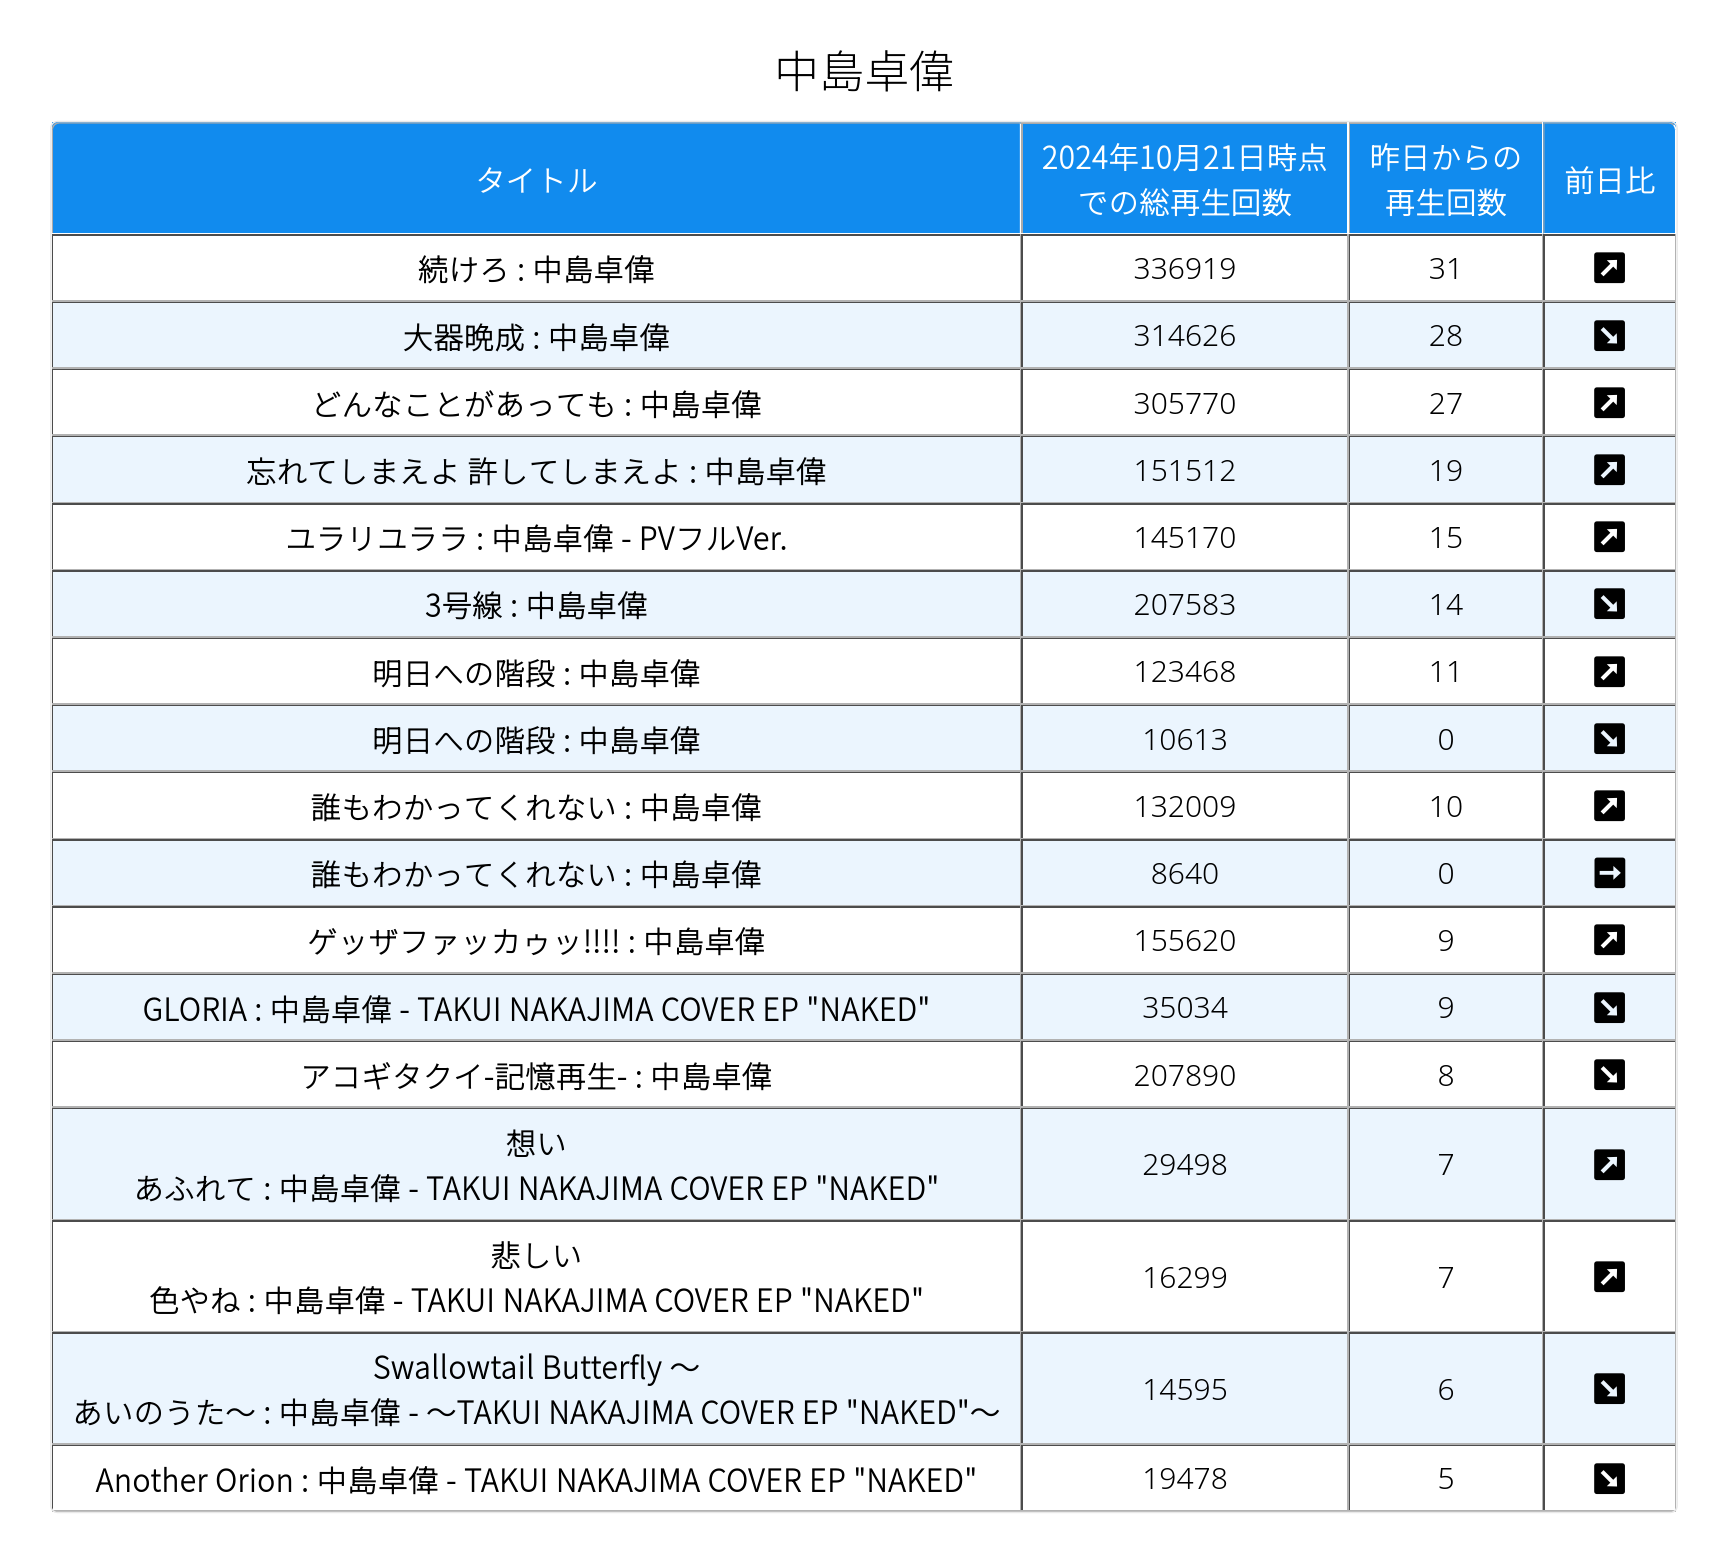 中島卓偉
タイトル
2024年10月21日時点
での総再生回数
昨日からの
再生回数
前日比
続けろ : 中島卓偉 336919 31 ↗
大器晩成 : 中島卓偉 314626 28 ↘
どんなことがあっても : 中島卓偉 305770 27 ↗
忘れてしまえよ 許してしまえよ : 中島卓偉 151512 19 ↗
ユラリユララ : 中島卓偉 - PVフルVer. 145170 15 ↗
3号線 : 中島卓偉 207583 14 ↘
明日への階段 : 中島卓偉 123468 11 ↗
明日への階段 : 中島卓偉 10613 0 ↘
誰もわかってくれない : 中島卓偉 132009 10 ↗
誰もわかってくれない : 中島卓偉 8640 0 →
ゲッザファッカゥッ!!!! : 中島卓偉 155620 9 ↗
GLORIA : 中島卓偉 - TAKUI NAKAJIMA COVER EP "NAKED" 35034 9 ↘
アコギタクイ-記憶再生- : 中島卓偉 207890 8 ↘
想い
あふれて : 中島卓偉 - TAKUI NAKAJIMA COVER EP "NAKED" 29498 7 ↗
悲しい
色やね : 中島卓偉 - TAKUI NAKAJIMA COVER EP "NAKED" 16299 7 ↗
Swallowtail Butterfly 〜
あいのうた〜 : 中島卓偉 - 〜TAKUI NAKAJIMA COVER EP "NAKED"〜 14595 6 ↘
Another Orion : 中島卓偉 - TAKUI NAKAJIMA COVER EP "NAKED" 19478 5 ↘